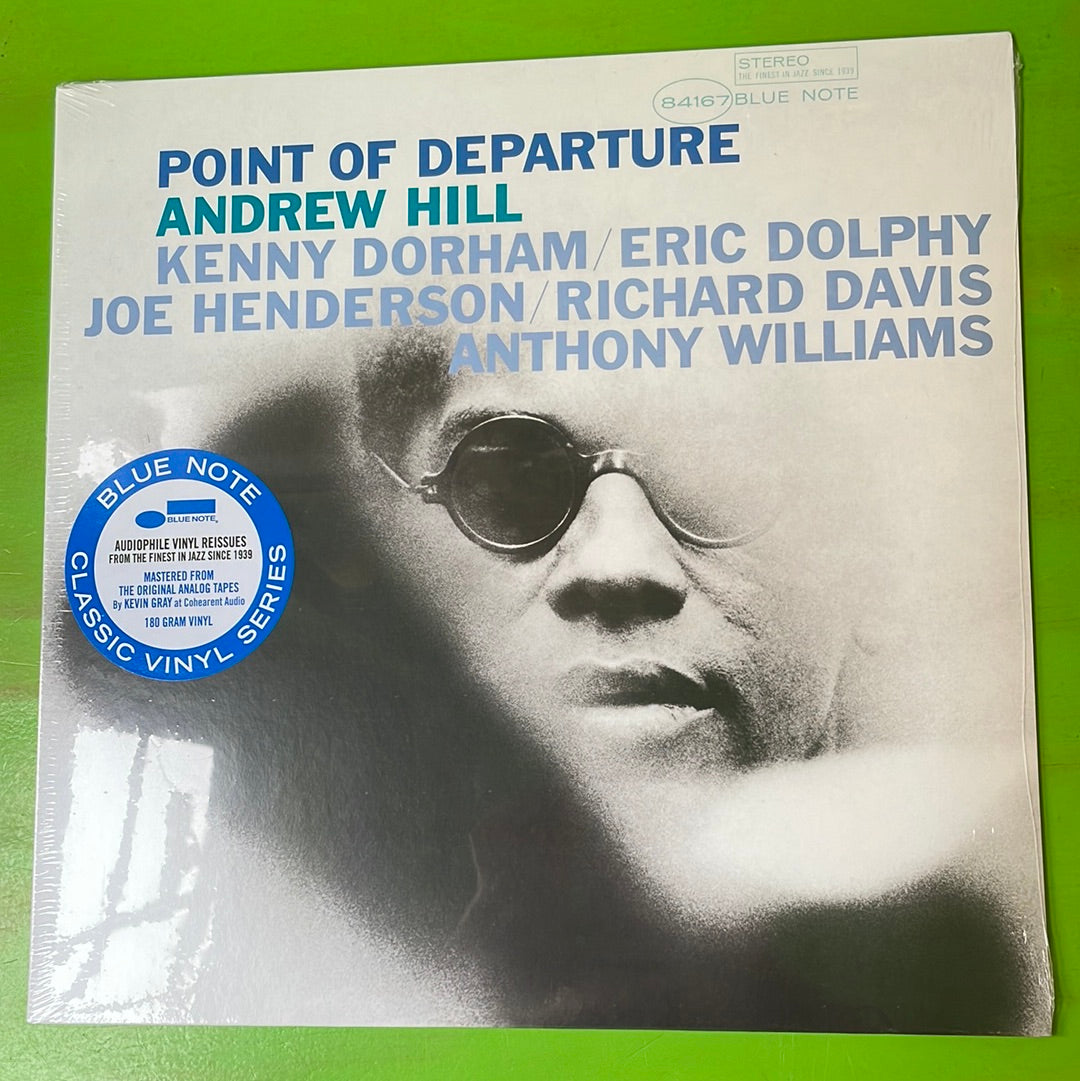 STEREO
THE FINEST IN JAZZ SINCE 1939
84167 BLUE NOTE
POINT OF DEPARTURE
ANDREW HILL
KENNY DORHAM/ERIC DOLPHY
JOE HENDERSON/RICHARD DAVIS
ANTHONY WILLIAMS
BLUE NOTE
BLUE NOTE
AUDIOPHILE VINYL REISSUES
FROM THE FINEST IN JAZZ SINCE 1939
MASTERED FROM
THE ORIGINAL ANALOG TAPES
By KEVIN GRAY at Cohearent Audio
180 GRAM VINYL
CLASSIC VINYL SERIES